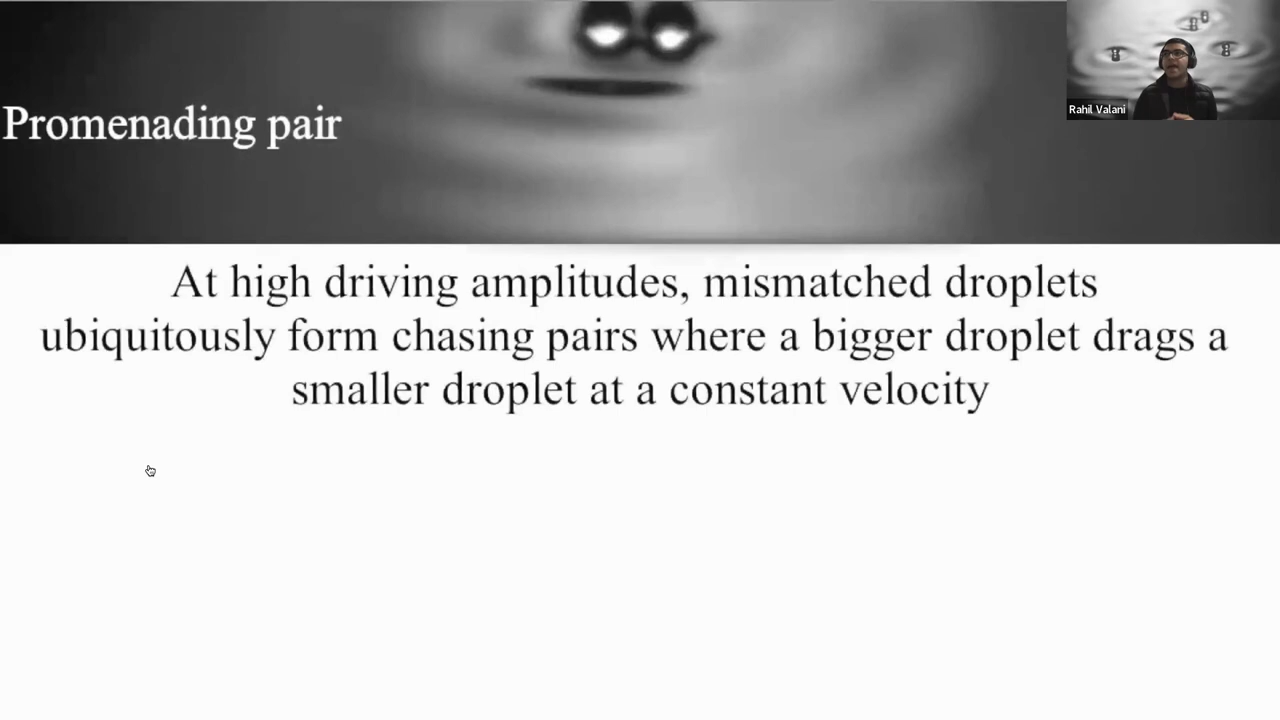 Promenading pair
Rahil Valani
At high driving amplitudes, mismatched droplets
ubiquitously form chasing pairs where a bigger droplet drags a
smaller droplet at a constant velocity